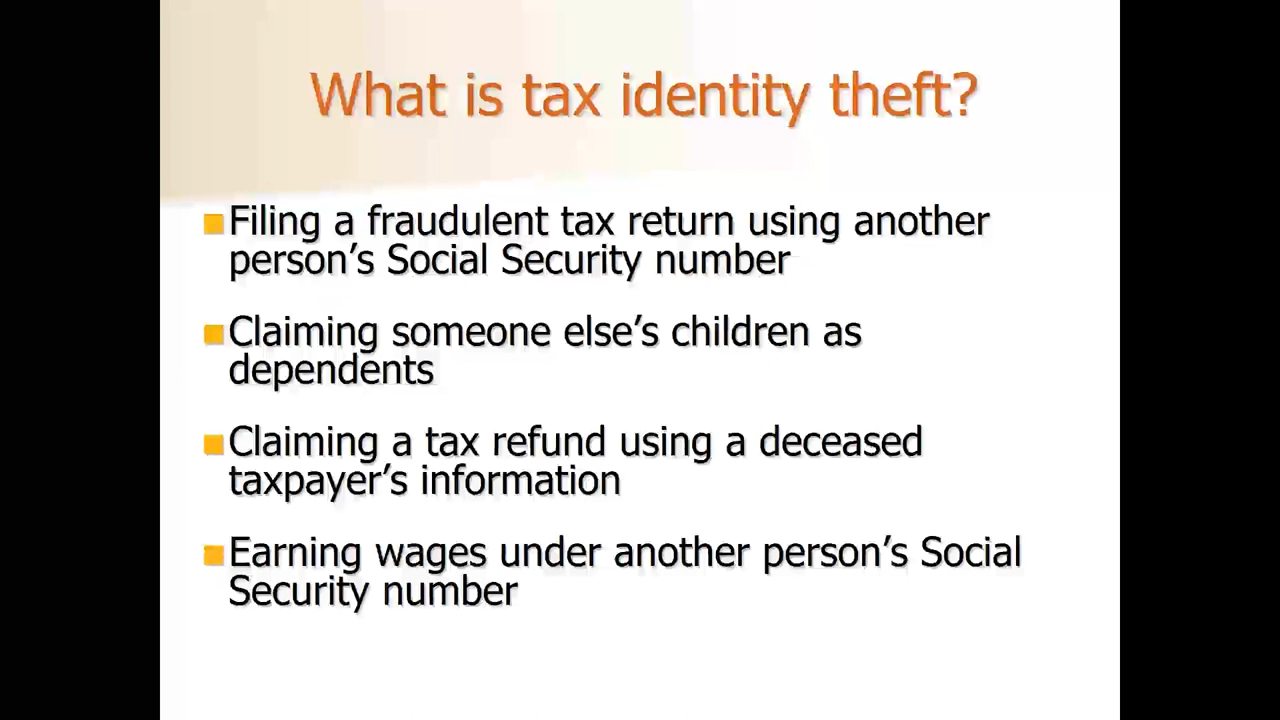 What is tax identity theft?
Filing a fraudulent tax return using another
person’s Social Security number
Claiming someone else’s children as
dependents
Claiming a tax refund using a deceased
taxpayer’s information
Earning wages under another person’s Social
Security number